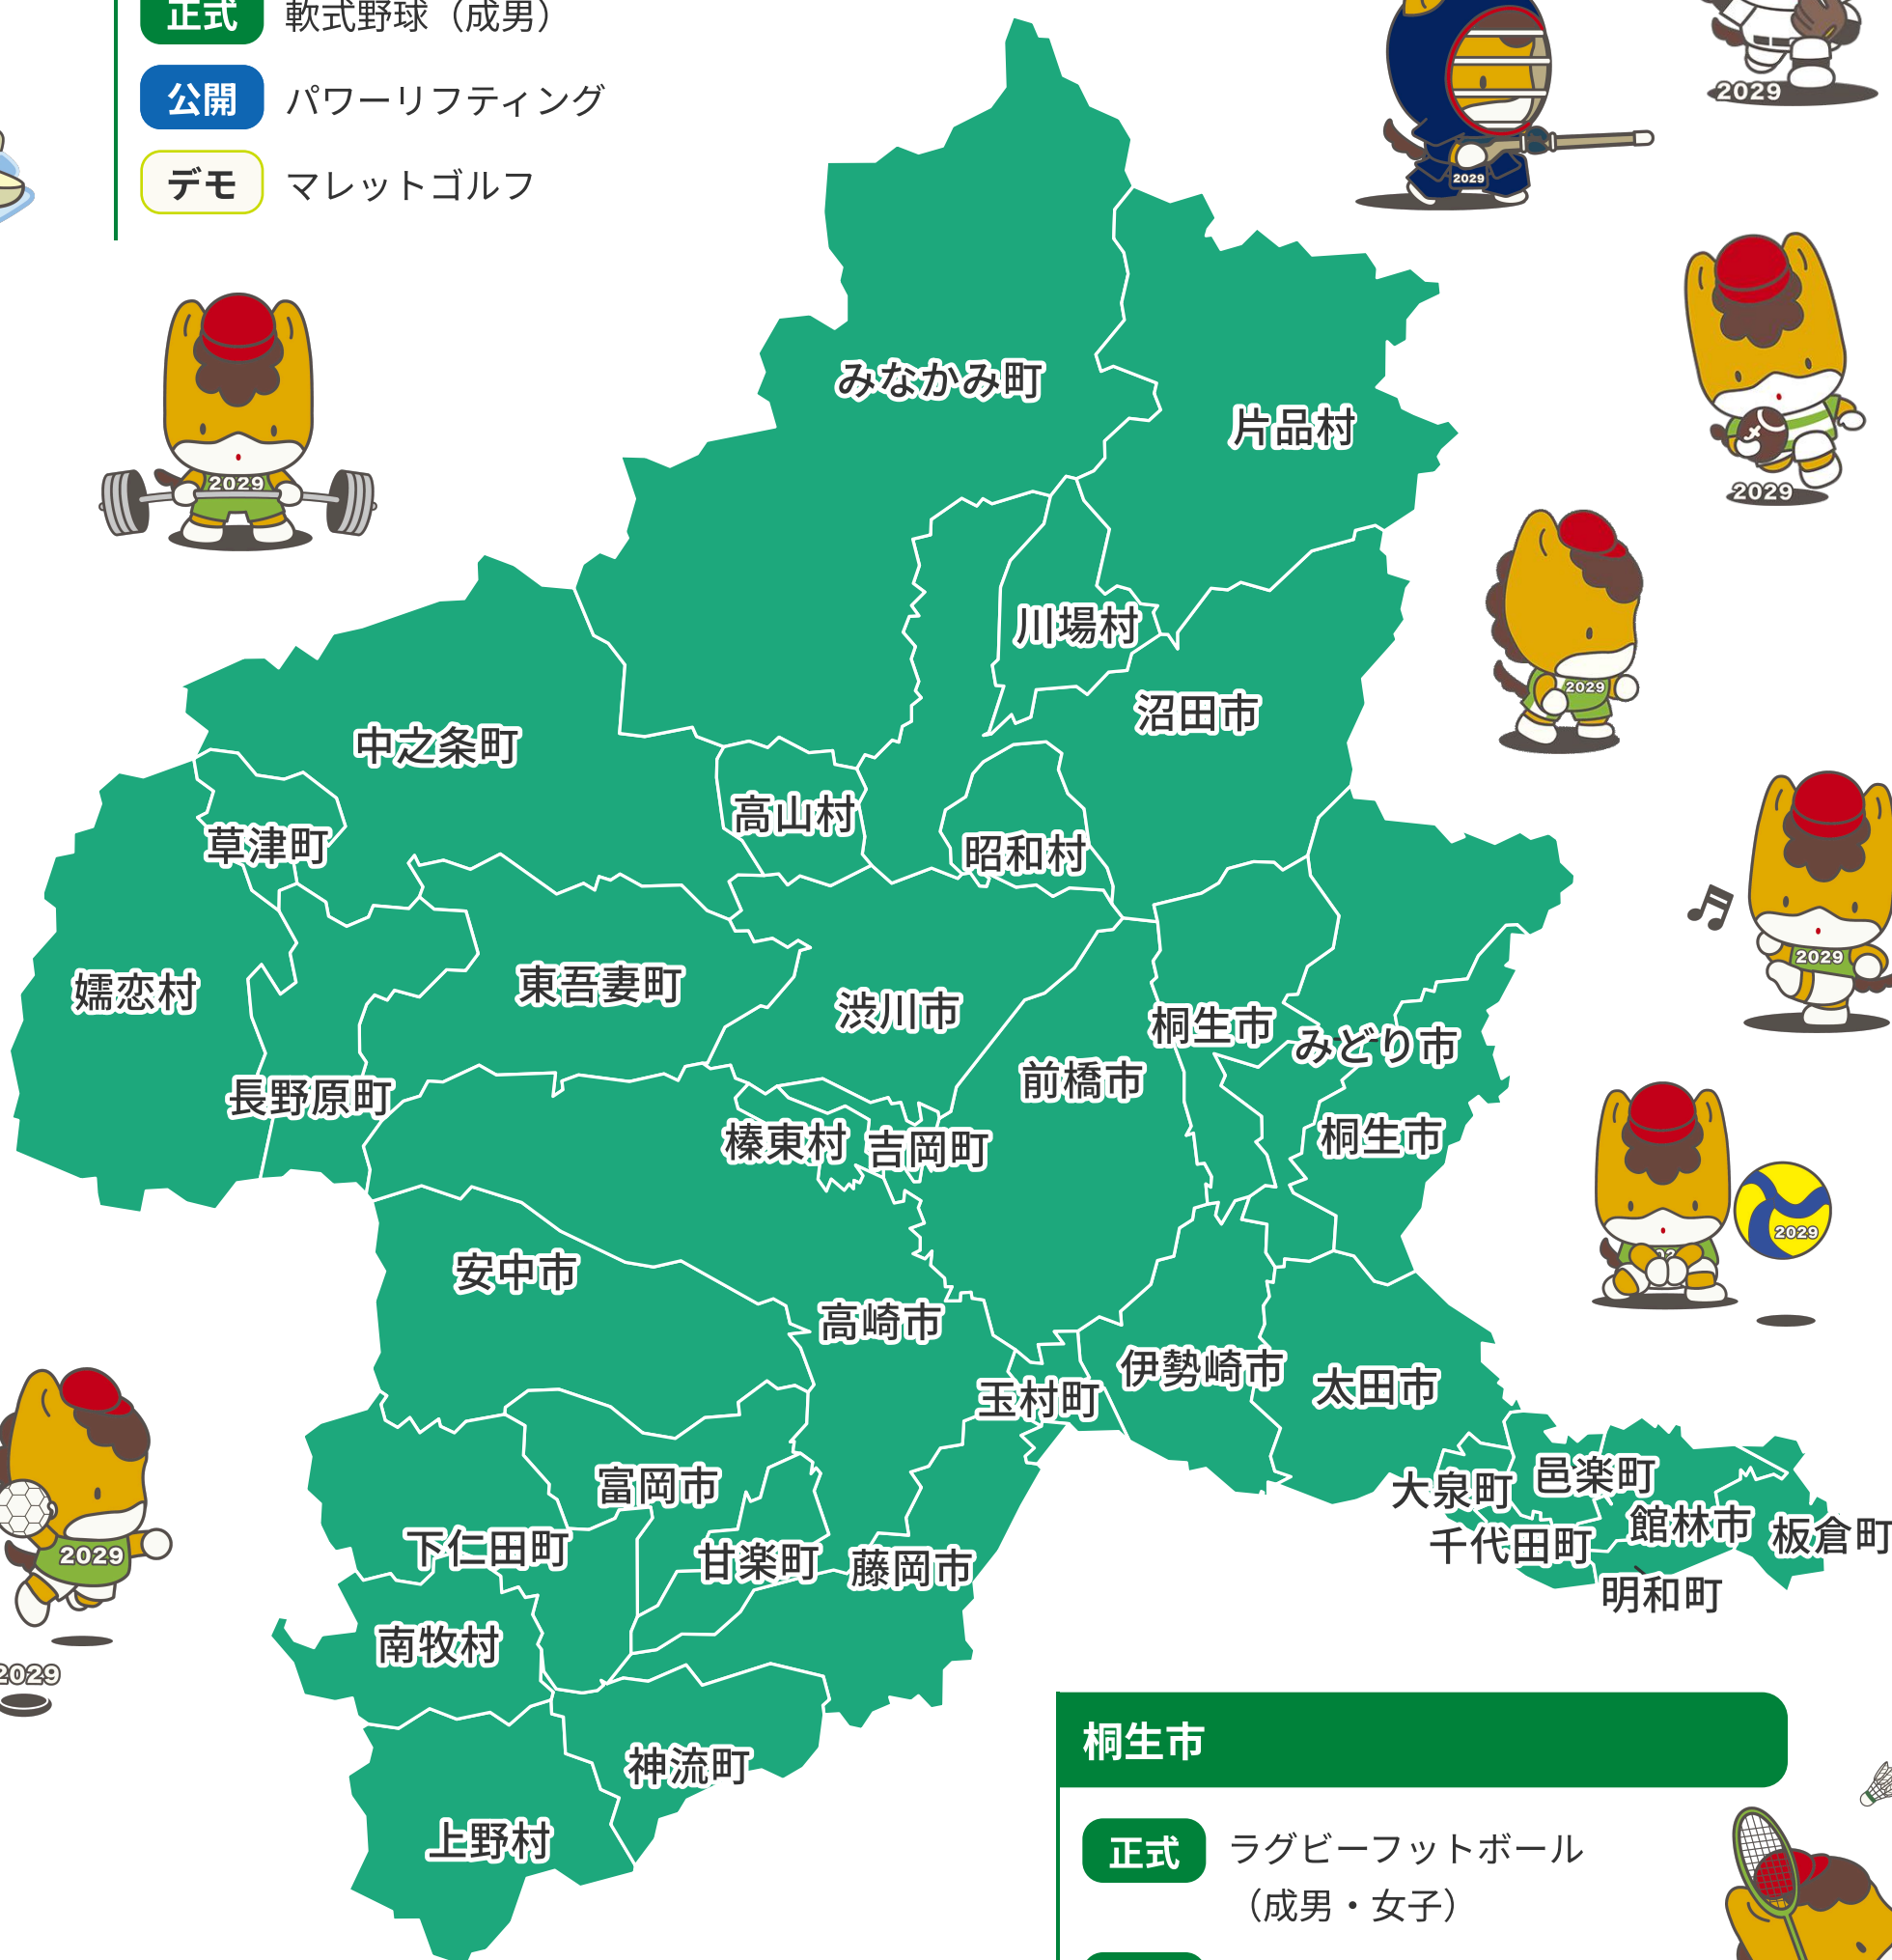 正式 軟式野球（成男）
公開 パワーリフティング
デモ マレットゴルフ
2029
2029
2029
2029
2029
2029
2029
みなかみ町
片品村
川場村
沼田市
中之条町
高山村
草津町
昭和村
嬬恋村
東吾妻町
渋川市
桐生市
みどり市
長野原町
前橋市
榛東村
吉岡町
桐生市
安中市
高崎市
伊勢崎市
太田市
玉村町
富岡市
大泉町
邑楽町
館林市
板倉町
下仁田町
甘楽町
藤岡市
千代田町
明和町
南牧村
神流町
上野村
2029
2029
2029
桐生市
正式 ラグビーフットボール
（成男・女子）